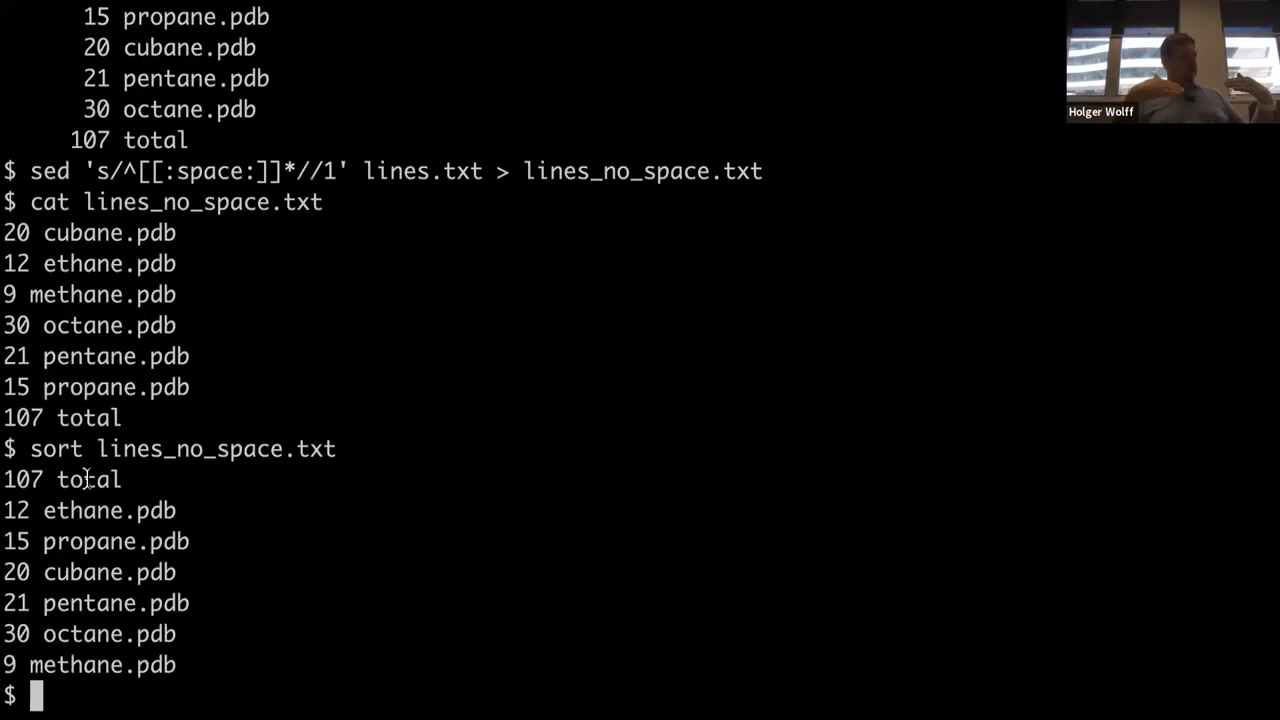 15 propane.pdb
20 cubane.pdb
21 pentane.pdb
30 octane.pdb
107 total
$ sed 's/^[[:space:]]*//1' lines.txt > lines_no_space.txt
$ cat lines_no_space.txt
20 cubane.pdb
12 ethane.pdb
9 methane.pdb
30 octane.pdb
21 pentane.pdb
15 propane.pdb
107 total
$ sort lines_no_space.txt
107 total
12 ethane.pdb
15 propane.pdb
20 cubane.pdb
21 pentane.pdb
30 octane.pdb
9 methane.pdb
$
Holger Wolff